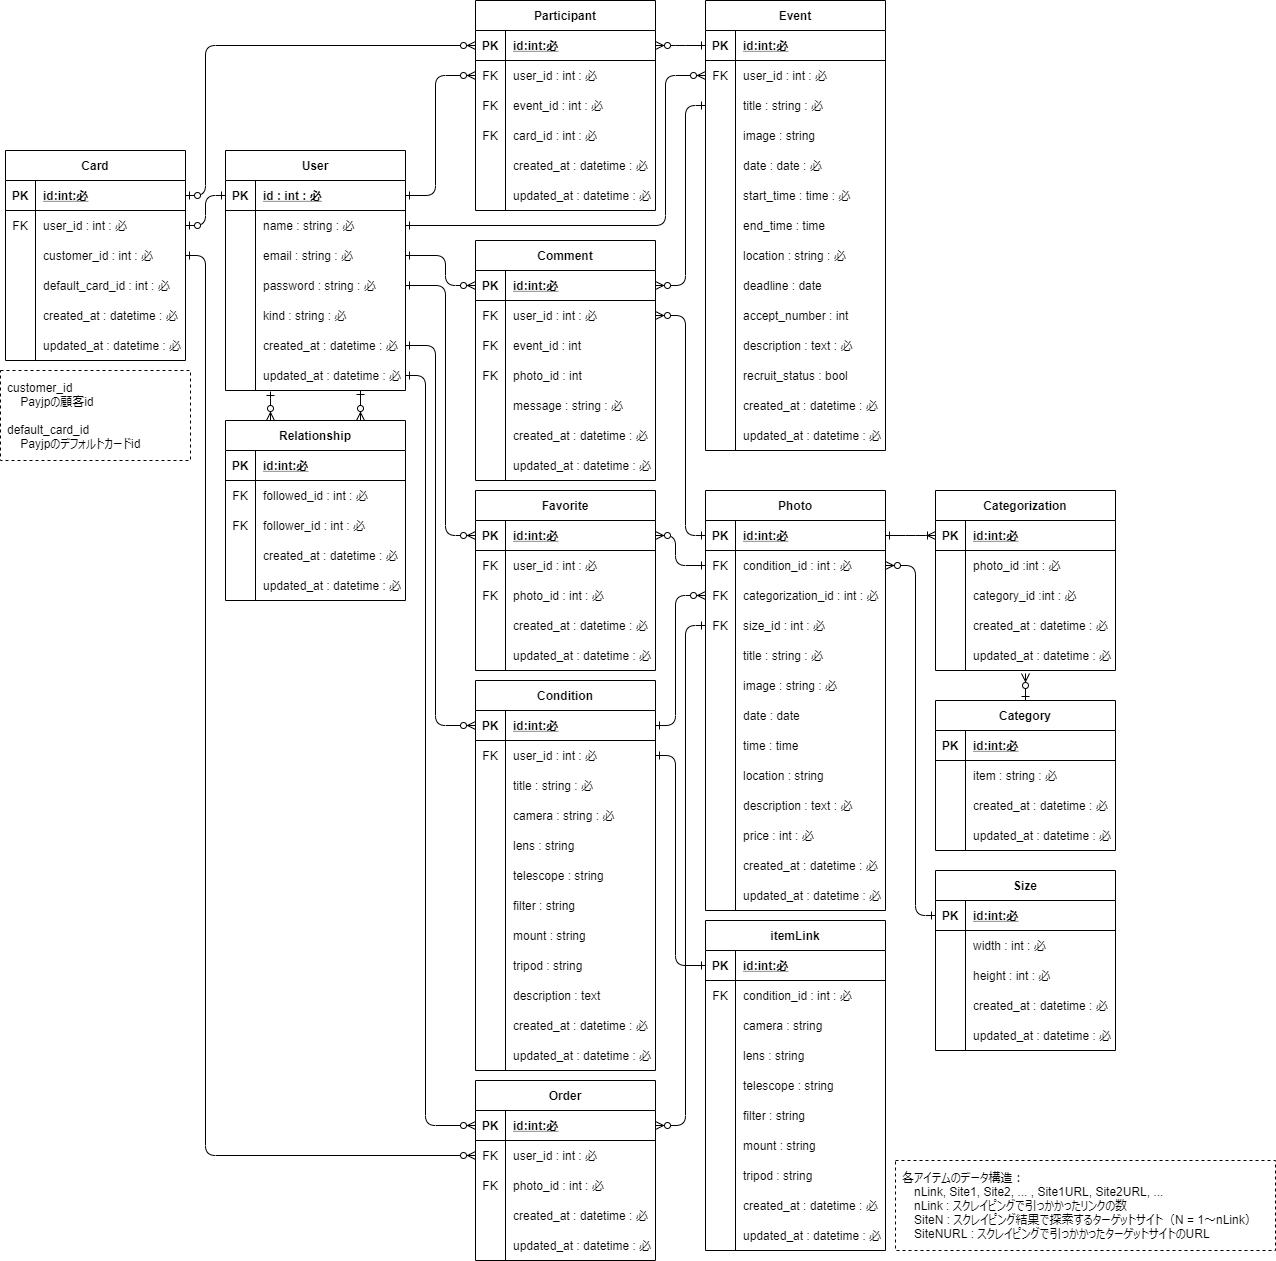 Participant
PK id:int:必
FK user_id : int : 必
FK event_id : int : 必
FK card_id : int : 必
created_at : datetime : 必
updated_at : datetime : 必
Event
PK id:int:必
FK user_id : int : 必
title : string : 必
image : string
date : date : 必
start_time : time : 必
end_time : time
location : string : 必
deadline : date
accept_number : int
description : text : 必
recruit_status : bool
created_at : datetime : 必
updated_at : datetime : 必
Card
PK id:int:必
FK user_id : int : 必
customer_id : int : 必
default_card_id : int : 必
created_at : datetime : 必
updated_at : datetime : 必
customer_id
Payjpの顧客id
default_card_id
Payjpのデフォルトカードid
User
PK id : int : 必
name : string : 必
email : string : 必
password : string : 必
kind : string : 必
created_at : datetime : 必
updated_at : datetime : 必
Relationship
PK id:int:必
FK followed_id : int : 必
FK follower_id : int : 必
created_at : datetime : 必
updated_at : datetime : 必
Comment
PK id:int:必
FK user_id : int : 必
FK event_id : int
FK photo_id : int
message : string : 必
created_at : datetime : 必
updated_at : datetime : 必
Favorite
PK id:int:必
FK user_id : int : 必
FK photo_id : int : 必
created_at : datetime : 必
updated_at : datetime : 必
Photo
PK id:int:必
FK condition_id : int : 必
FK categorization_id : int : 必
FK size_id : int : 必
title : string : 必
image : string : 必
date : date
time : time
location : string
description : text : 必
price : int : 必
created_at : datetime : 必
updated_at : datetime : 必
Categorization
PK id:int:必
photo_id :int : 必
category_id :int : 必
created_at : datetime : 必
updated_at : datetime : 必
Category
PK id:int:必
item : string : 必
created_at : datetime : 必
updated_at : datetime : 必
Size
PK id:int:必
width : int : 必
height : int : 必
created_at : datetime : 必
updated_at : datetime : 必
Condition
PK id:int:必
FK user_id : int : 必
title : string : 必
camera : string : 必
lens : string
telescope : string
filter : string
mount : string
tripod : string
description : text
created_at : datetime : 必
updated_at : datetime : 必
itemLink
PK id:int:必
FK condition_id : int : 必
camera : string
lens : string
telescope : string
filter : string
mount : string
tripod : string
created_at : datetime : 必
updated_at : datetime : 必
Order
PK id:int:必
FK user_id : int : 必
FK photo_id : int : 必
created_at : datetime : 必
updated_at : datetime : 必
各アイテムのデータ構造：
nLink, Site1, Site2, ... , Site1URL, Site2URL, ...
nLink : スクレイピングで引っかかったリンクの数
SiteN : スクレイピング結果で探索するターゲットサイト（N = 1～nLink）
SiteNURL : スクレイピングで引っかかったターゲットサイトのURL